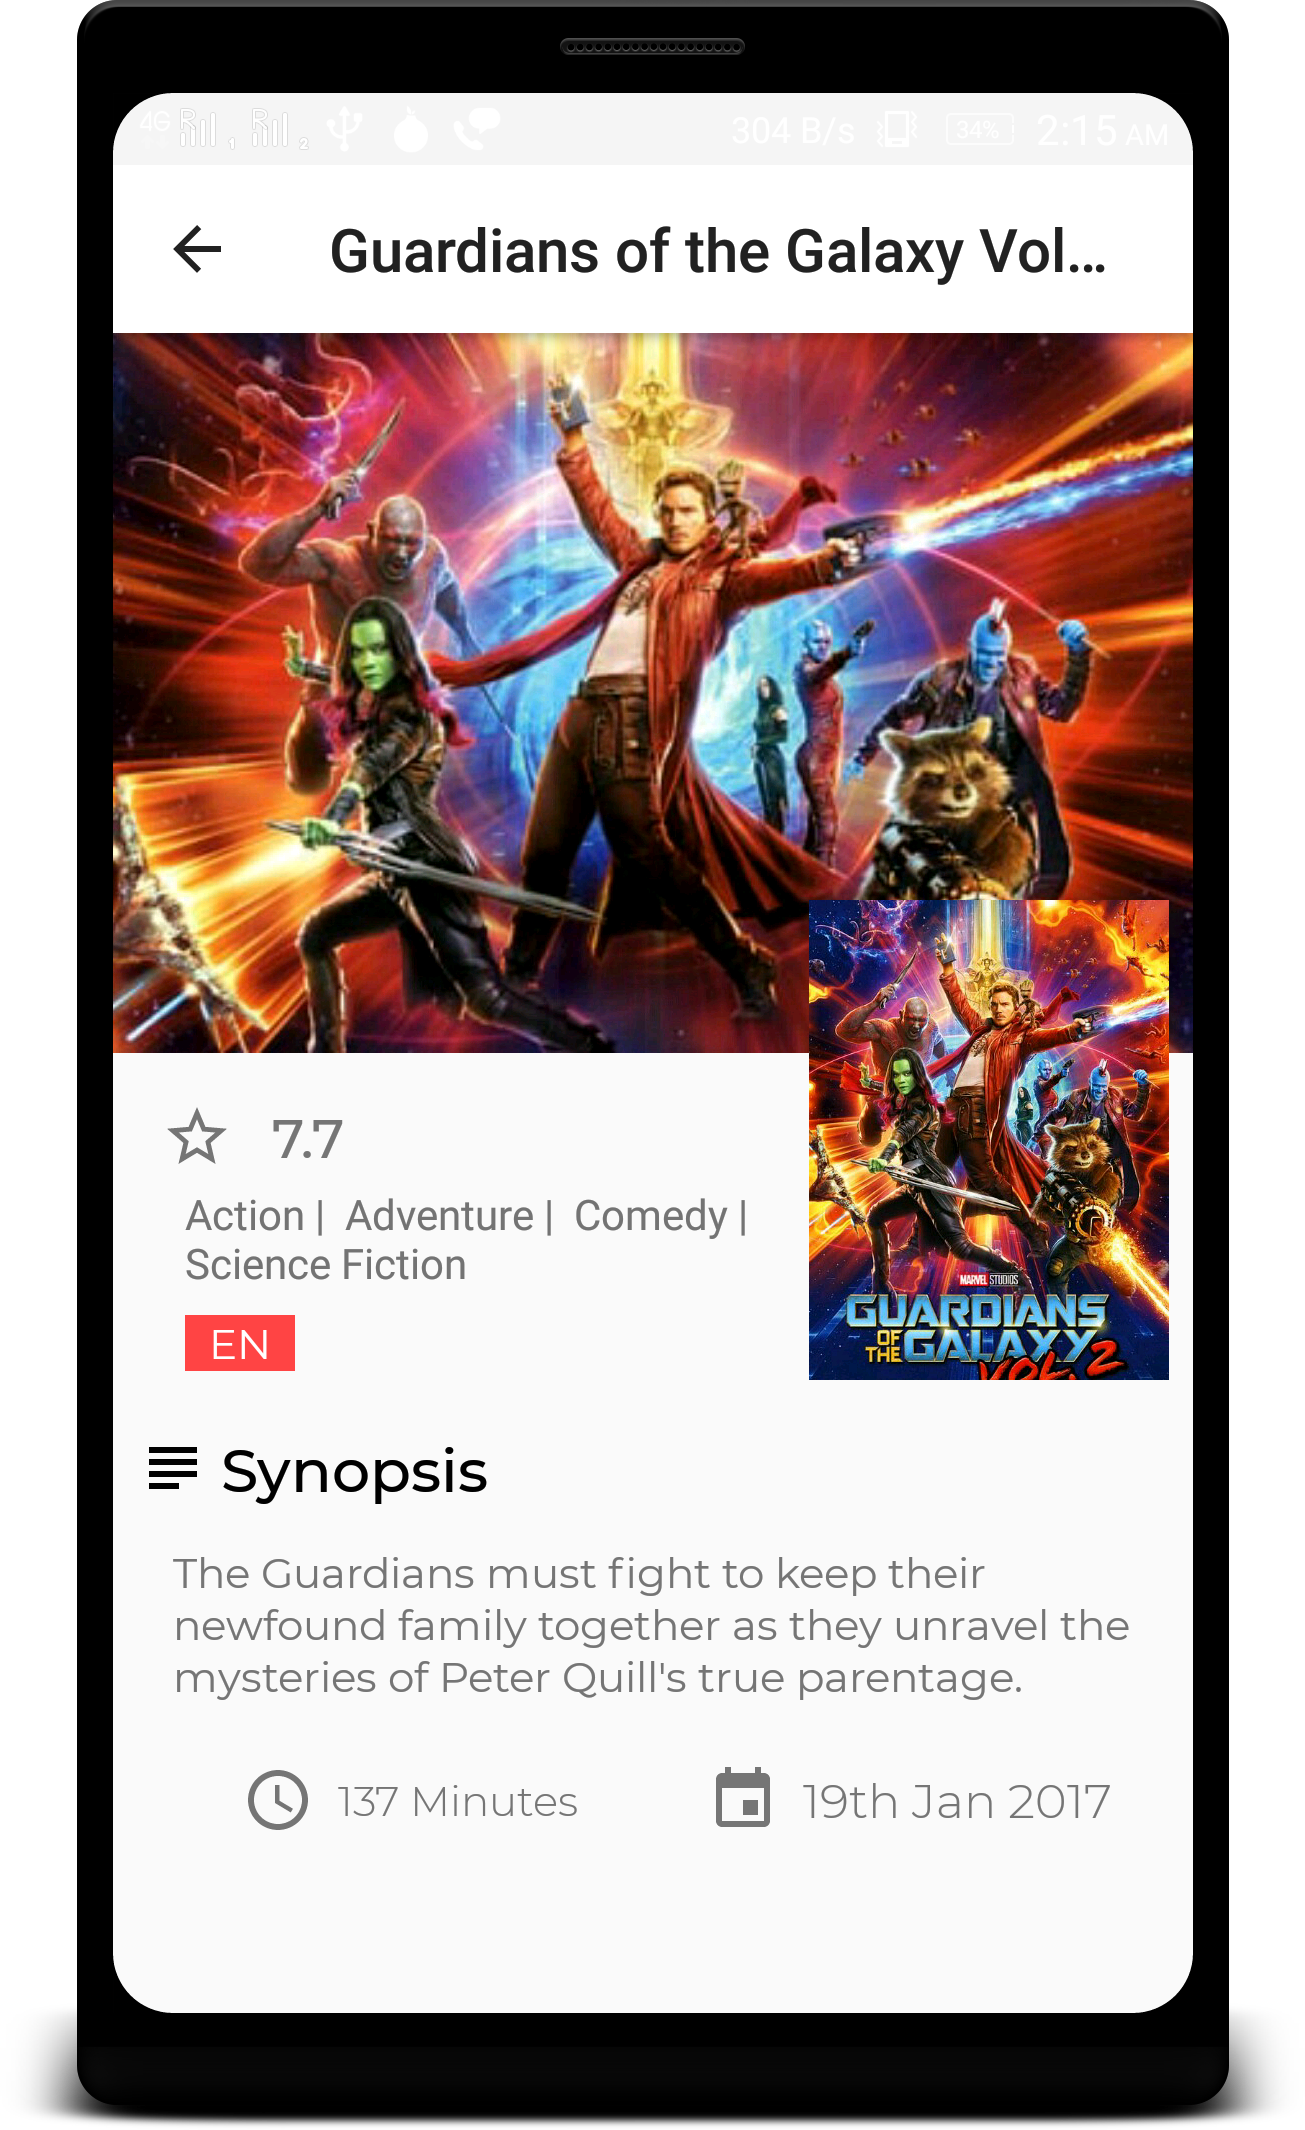 4G R 1 R 2 304 B/s 34% 2:15 AM
Guardians of the Galaxy Vol...
7.7
Action |  Adventure |  Comedy |
Science Fiction
EN
MARVEL STUDIOS
GUARDIANS
OF THE GALAXY
VOL. 2
Synopsis
The Guardians must fight to keep their
newfound family together as they unravel the
mysteries of Peter Quill's true parentage.
137 Minutes
19th Jan 2017